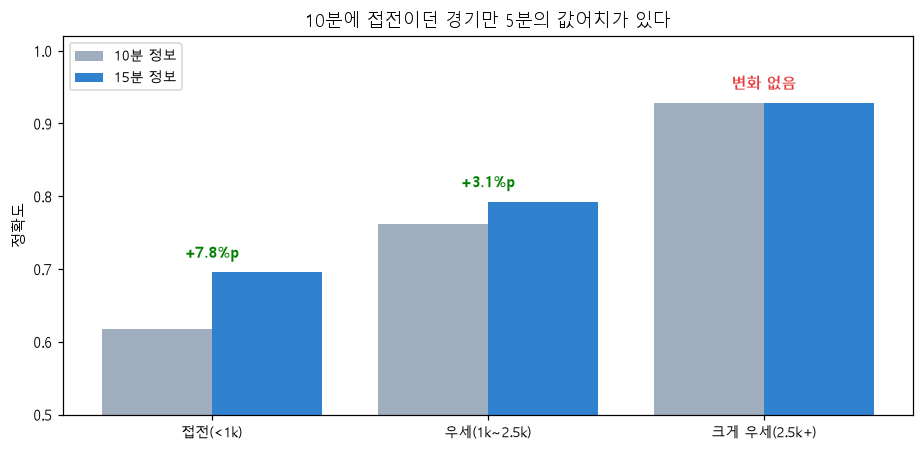 10분에 접전이던 경기만 5분의 값어치가 있다
10분 정보
15분 정보
정확도
1.0
0.9
0.8
0.7
0.6
0.5
+7.8%p
+3.1%p
변화 없음
접전(<1k)
우세(1k~2.5k)
크게 우세(2.5k+)